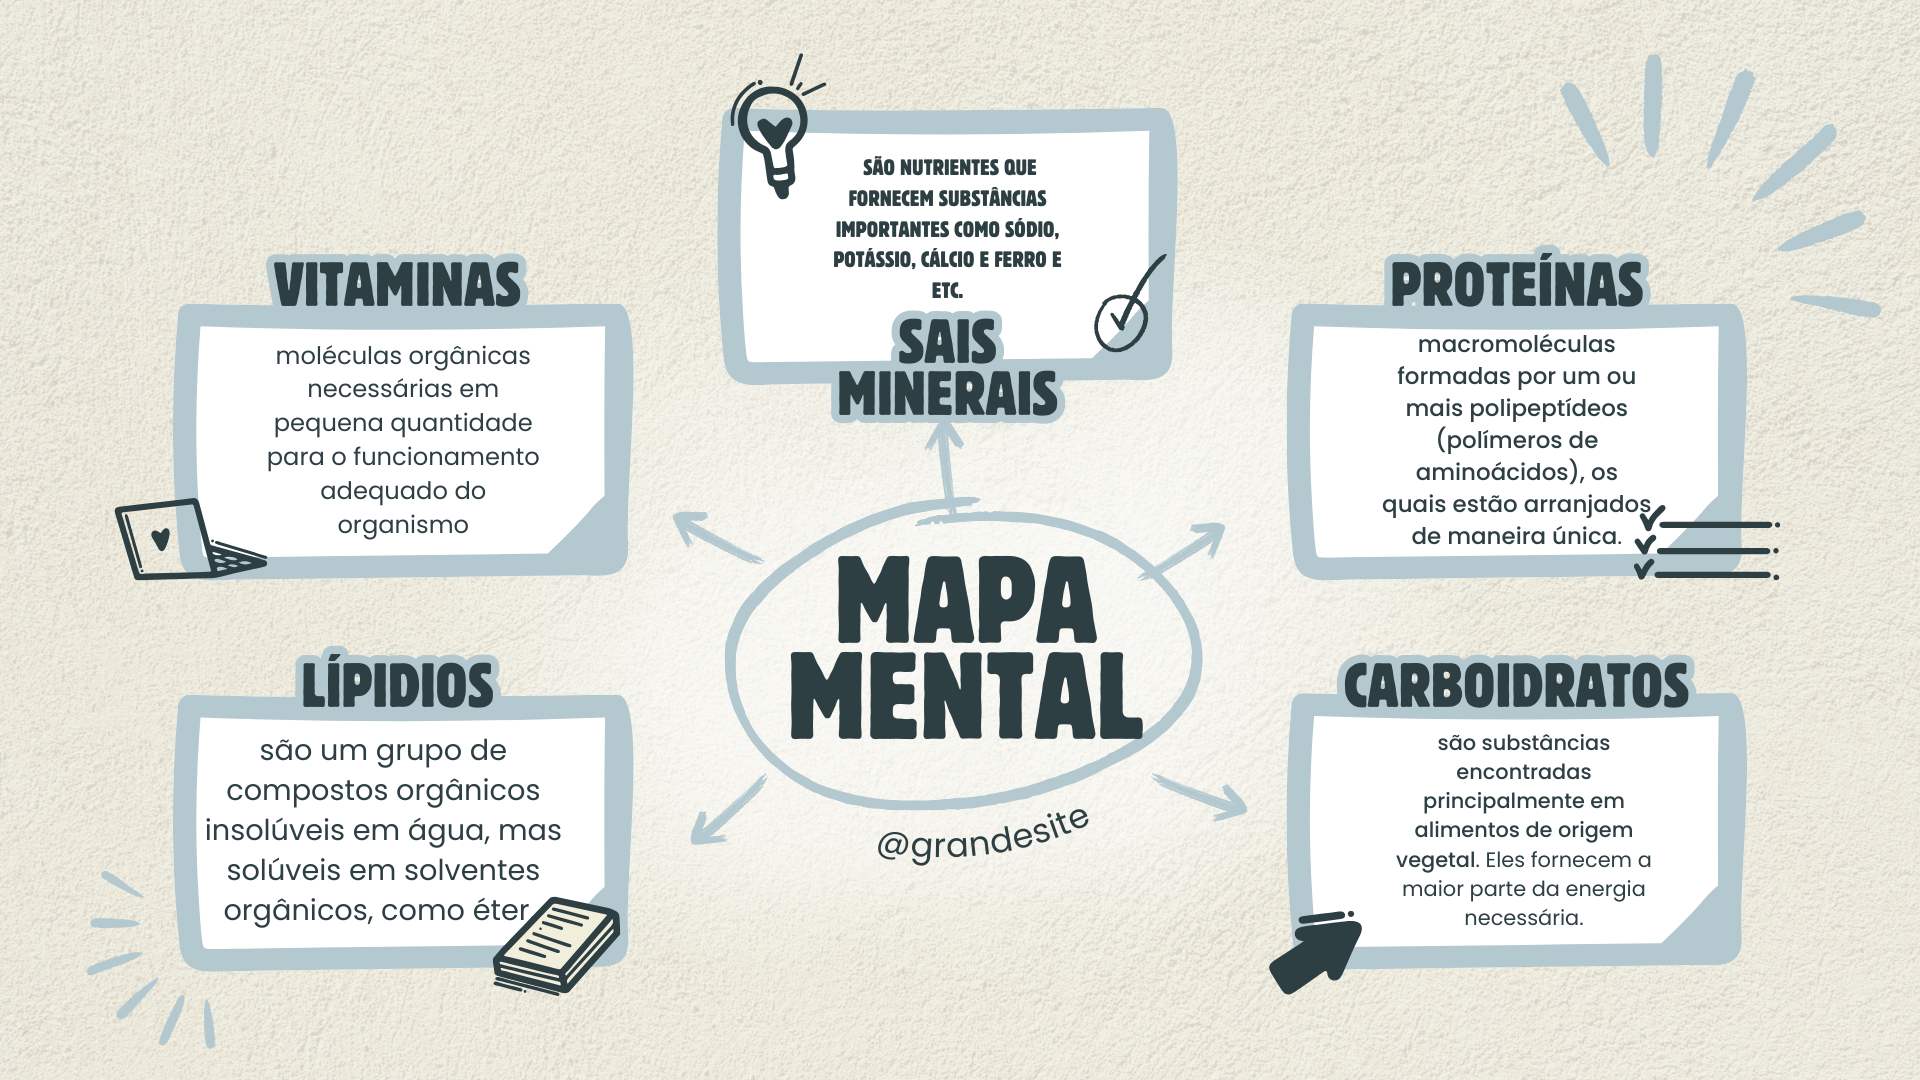 SÃO NUTRIENTES QUE
FORNECEM SUBSTÂNCIAS
IMPORTANTES COMO SÓDIO,
POTÁSSIO, CÁLCIO E FERRO E
ETC.
SAIS
MINERAIS
VITAMINAS
moléculas orgânicas
necessárias em
pequena quantidade
para o funcionamento
adequado do
organismo
PROTEÍNAS
macromoléculas
formadas por um ou
mais polipeptídeos
(polímeros de
aminoácidos), os
quais estão arranjados
de maneira única.
MAPA
MENTAL
@grandesite
LÍPIDIOS
são um grupo de
compostos orgânicos
insolúveis em água, mas
solúveis em solventes
orgânicos, como éter
CARBOIDRATOS
são substâncias
encontradas
principalmente em
alimentos de origem
vegetal. Eles fornecem a
maior parte da energia
necessária.